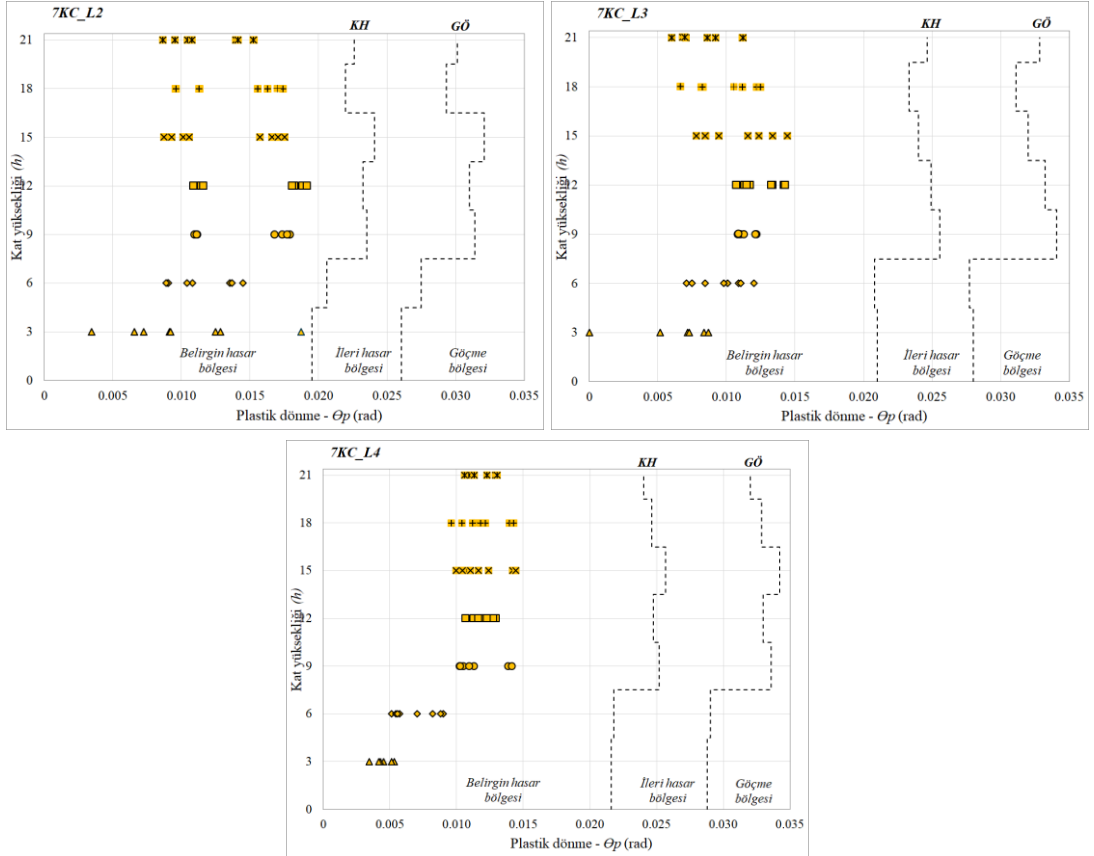 7KC_L2
KH
GÖ
Kat yüksekliği (h)
21
18
15
12
9
6
3
0
Belirgin hasar
bölgesi
İleri hasar
bölgesi
Göçme
bölgesi
0
0.005
0.010
0.015
0.020
0.025
0.030
0.035
Plastik dönme - Θp (rad)
7KC_L3
KH
GÖ
Kat yüksekliği (h)
21
18
15
12
9
6
3
0
Belirgin hasar
bölgesi
İleri hasar
bölgesi
Göçme
bölgesi
0.000
0.005
0.010
0.015
0.020
0.025
0.030
0.035
Plastik dönme - Θp (rad)
7KC_L4
KH
GÖ
Kat yüksekliği (h)
21
18
15
12
9
6
3
0
Belirgin hasar
bölgesi
İleri hasar
bölgesi
Göçme
bölgesi
0
0.005
0.010
0.015
0.020
0.025
0.030
0.035
Plastik dönme - Θp (rad)